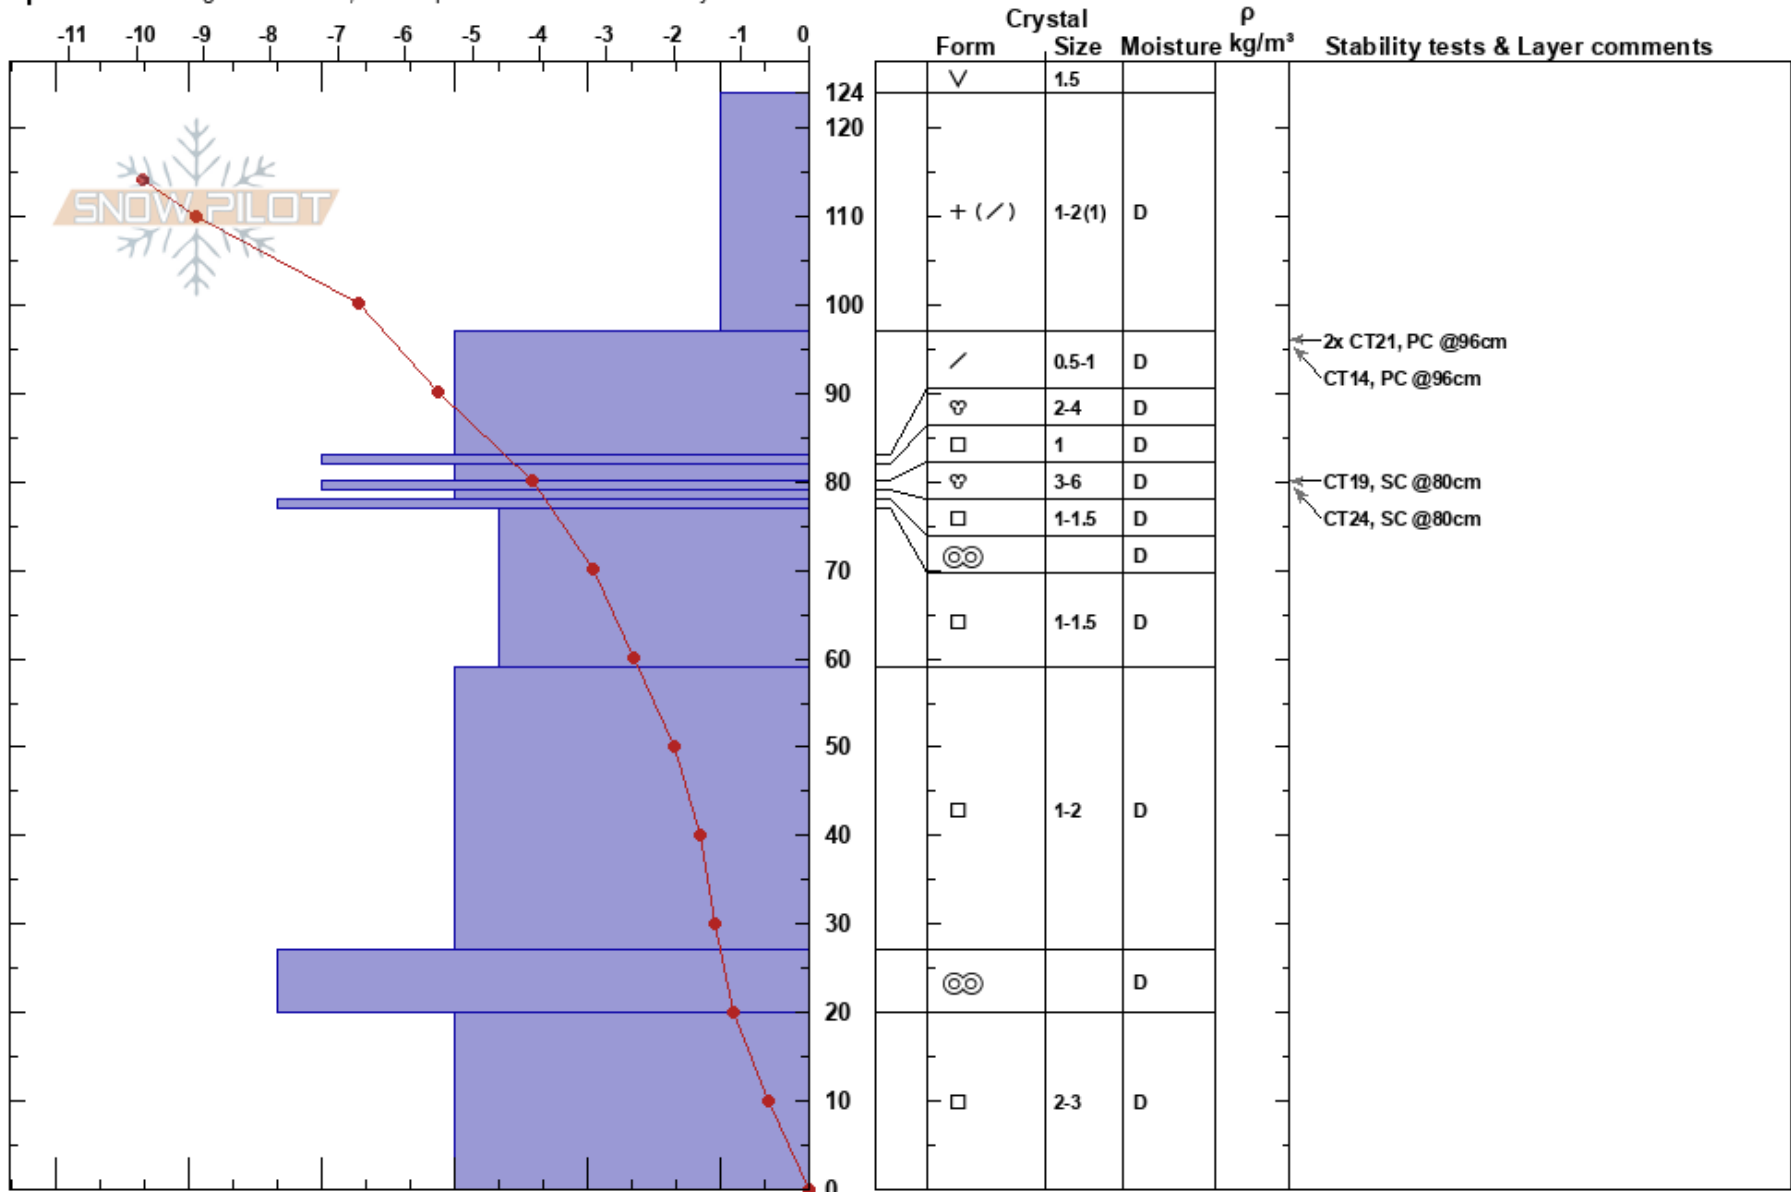 Crystal ρ
Form Size Moisture kg/m³ Stability tests & Layer comments
-11 -10 -9 -8 -7 -6 -5 -4 -3 -2 -1 0
1.5
124
120
SNOW PILOT
110 + (/) 1-2(1) D
100
2x CT21, PC @96cm
/ 0.5-1 D
CT14, PC @96cm
90
2-4 D
1 D
80 3-6 D CT19, SC @80cm
1-1.5 D CT24, SC @80cm
D
70
1-1.5 D
60
50
1-2 D
40
30
D
20
10 2-3 D
0